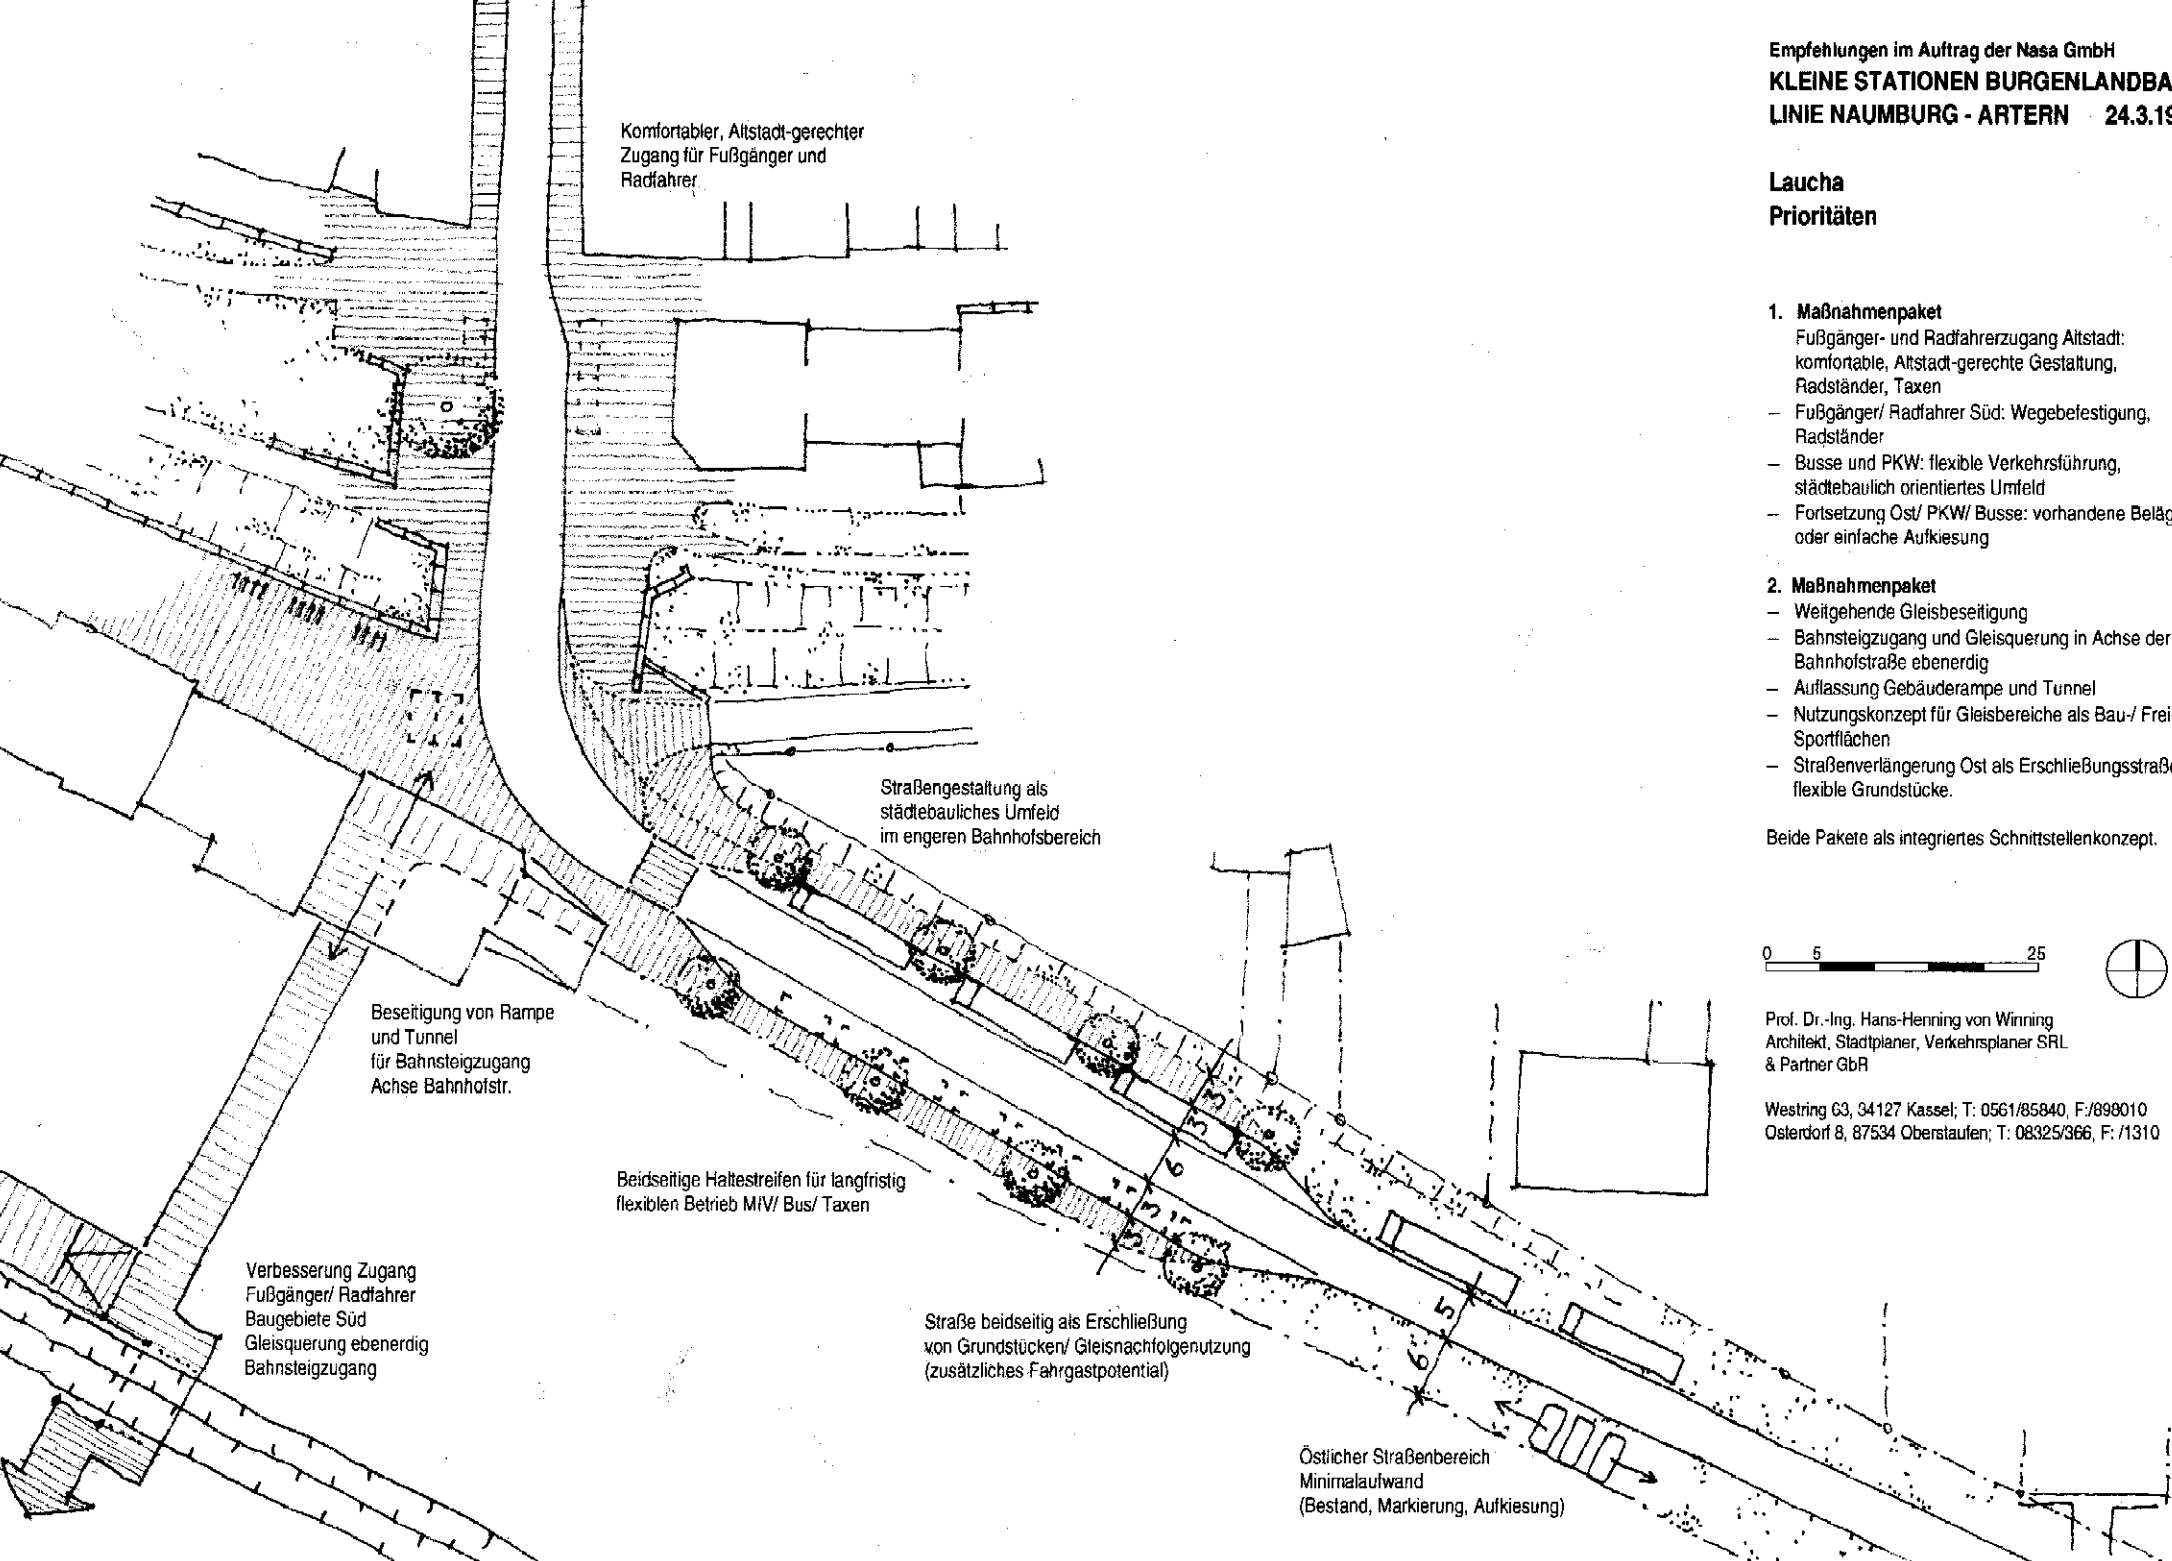 Empfehlungen im Auftrag der Nasa GmbH
KLEINE STATIONEN BURGENLANDBA
LINIE NAUMBURG - ARTERN 24.3.19
Laucha
Prioritäten
1. Maßnahmenpaket
Fußgänger- und Radfahrerzugang Altstadt:
komfortable, Altstadt-gerechte Gestaltung,
Radständer, Taxen
– Fußgänger/ Radfahrer Süd: Wegebefestigung,
Radständer
– Busse und PKW: flexible Verkehrsführung,
städtebaulich orientiertes Umfeld
– Fortsetzung Ost/ PKW/ Busse: vorhandene Beläg
oder einfache Aufkiesung
2. Maßnahmenpaket
– Weitgehende Gleisbeseitigung
– Bahnsteigzugang und Gleisquerung in Achse der
Bahnhofstraße ebenerdig
– Auflassung Gebäuderampe und Tunnel
– Nutzungskonzept für Gleisbereiche als Bau-/ Frei
Sportflächen
– Straßenverlängerung Ost als Erschließungsstraße
flexible Grundstücke.
Beide Pakete als integriertes Schnittstellenkonzept.
0 5 25
Prof. Dr.-Ing. Hans-Henning von Winning
Architekt, Stadtplaner, Verkehrsplaner SRL
& Partner GbR
Westring 63, 34127 Kassel; T: 0561/85840, F:/898010
Osterdorf 8, 87534 Oberstaufen; T: 08325/366, F: /1310
Komfortabler, Altstadt-gerechter
Zugang für Fußgänger und
Radfahrer
Straßengestaltung als
städtebauliches Umfeld
im engeren Bahnhofsbereich
Beseitigung von Rampe
und Tunnel
für Bahnsteigzugang
Achse Bahnhofstr.
Beidseitige Haltestreifen für langfristig
flexiblen Betrieb MIV/ Bus/ Taxen
Verbesserung Zugang
Fußgänger/ Radfahrer
Baugebiete Süd
Gleisquerung ebenerdig
Bahnsteigzugang
Straße beidseitig als Erschließung
von Grundstücken/ Gleisnachfolgenutzung
(zusätzliches Fahrgastpotential)
Östlicher Straßenbereich
Minimalaufwand
(Bestand, Markierung, Aufkiesung)
3
3
6
3
3
5
6